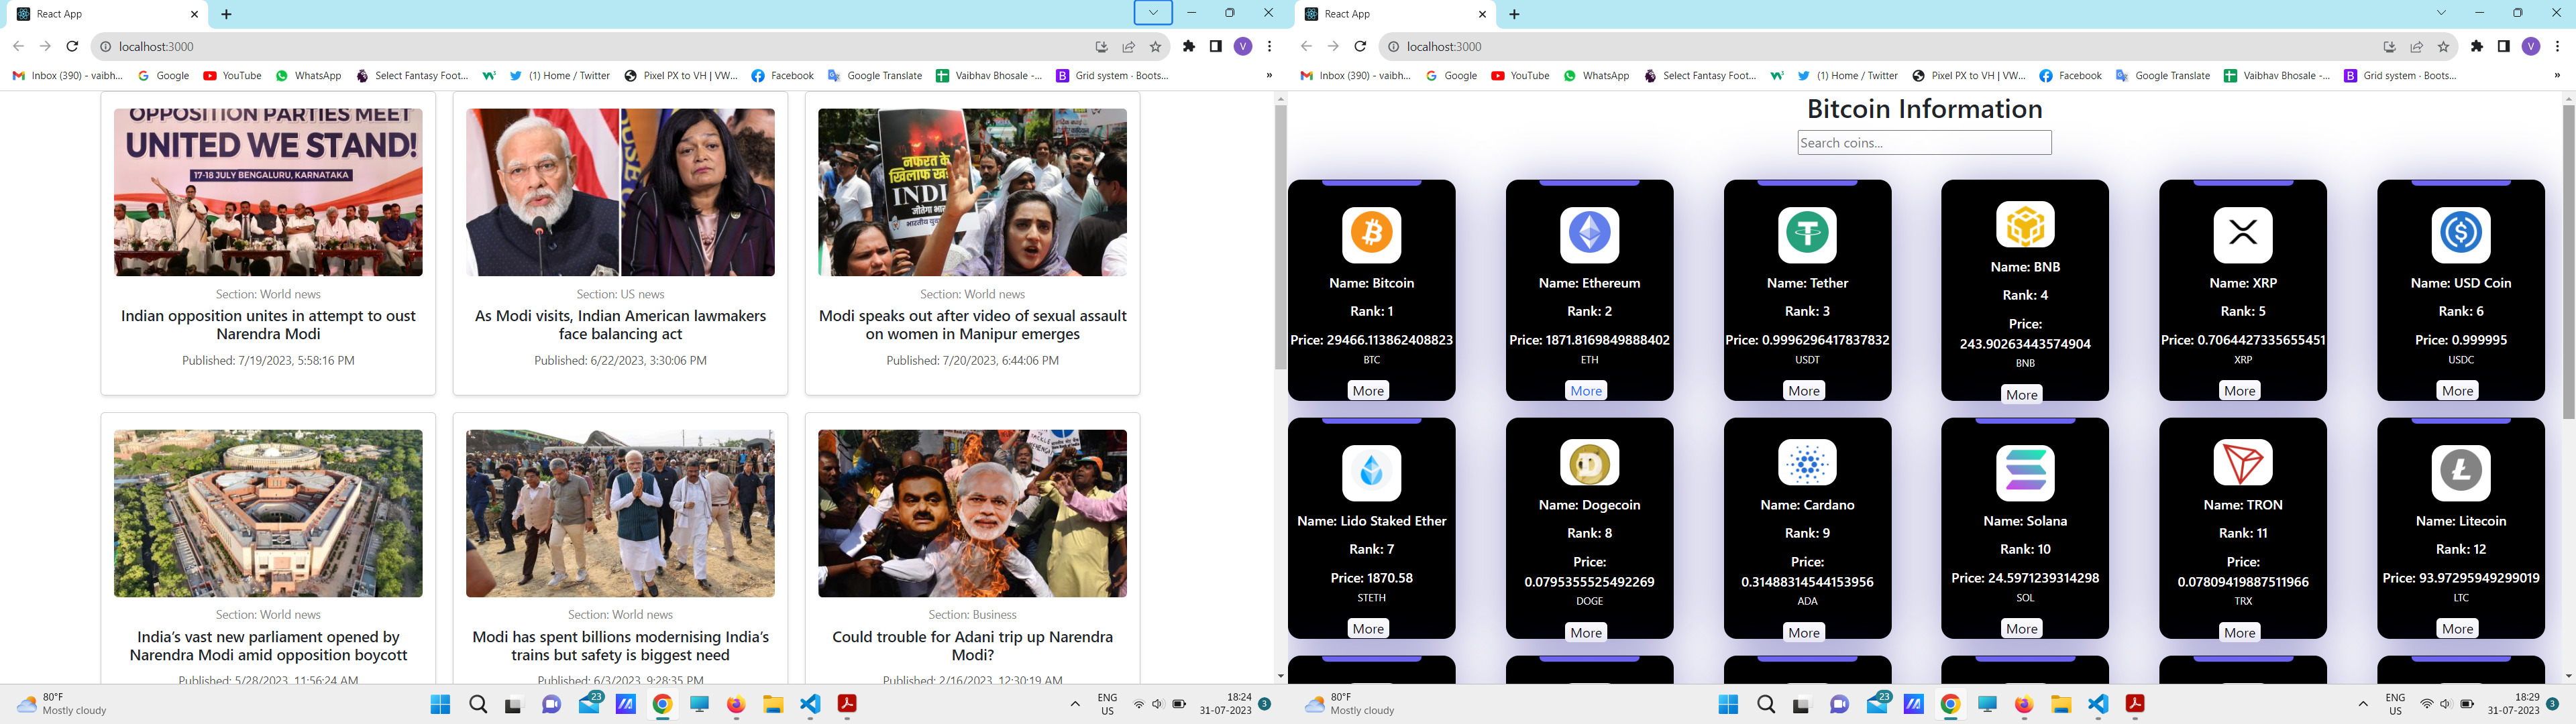 React App
localhost:3000
Inbox (390) - vaibh...
Google
YouTube
WhatsApp
Select Fantasy Foot...
(1) Home / Twitter
Pixel PX to VH | VW...
Facebook
Google Translate
Vaibhav Bhosale -...
Grid system · Boots...
»
V
OPPOSITION PARTIES MEET
UNITED WE STAND!
17-18 JULY BENGALURU, KARNATAKA
Section: World news
Indian opposition unites in attempt to oust
Narendra Modi
Published: 7/19/2023, 5:58:16 PM
Section: US news
As Modi visits, Indian American lawmakers
face balancing act
Published: 6/22/2023, 3:30:06 PM
नफरत के
खिलाफ
INDI
Section: World news
Modi speaks out after video of sexual assault
on women in Manipur emerges
Published: 7/20/2023, 6:44:06 PM
Section: World news
India’s vast new parliament opened by
Narendra Modi amid opposition boycott
Published: 5/28/2023, 11:56:24 AM
Section: World news
Modi has spent billions modernising India’s
trains but safety is biggest need
Published: 6/3/2023, 9:28:35 PM
Section: Business
Could trouble for Adani trip up Narendra
Modi?
Published: 2/16/2023, 12:30:19 AM
80°F
Mostly cloudy
23
ENG
US
18:24
31-07-2023
3
React App
localhost:3000
V
Inbox (390) - vaibh...
Google
YouTube
WhatsApp
Select Fantasy Foot...
(1) Home / Twitter
Pixel PX to VH | VW...
Facebook
Google Translate
Vaibhav Bhosale -...
Grid system · Boots...
»
Bitcoin Information
Search coins...
Name: Bitcoin
Rank: 1
Price: 29466.113862408823
BTC
More
Name: Ethereum
Rank: 2
Price: 1871.8169849888402
ETH
More
Name: Tether
Rank: 3
Price: 0.9996296417837832
USDT
More
Name: BNB
Rank: 4
Price:
243.90263443574904
BNB
More
Name: XRP
Rank: 5
Price: 0.7064427335655451
XRP
More
Name: USD Coin
Rank: 6
Price: 0.999995
USDC
More
Name: Lido Staked Ether
Rank: 7
Price: 1870.58
STETH
More
Name: Dogecoin
Rank: 8
Price:
0.0795355525492269
DOGE
More
Name: Cardano
Rank: 9
Price:
0.31488314544153956
ADA
More
Name: Solana
Rank: 10
Price: 24.5971239314298
SOL
More
Name: TRON
Rank: 11
Price:
0.07809419887511966
TRX
More
Name: Litecoin
Rank: 12
Price: 93.97295949299019
LTC
More
80°F
Mostly cloudy
23
ENG
US
18:29
31-07-2023
3